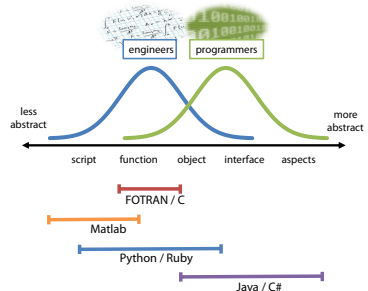 engineers programmers
less
abstract
more
abstract
script function object interface aspects
FOTRAN / C
Matlab
Python / Ruby
Java / C#